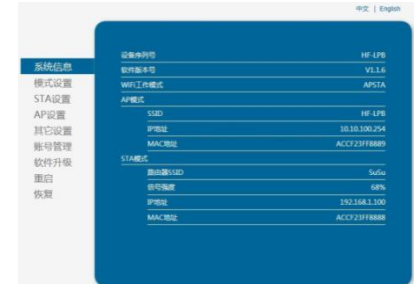 中文 | English
系统信息
模式设置
STA设置
AP设置
其它设置
账号管理
软件升级
重启
恢复
设备序列号 HF-LPB
软件版本号 V1.1.6
WIFI工作模式 APSTA
AP模式
SSID HF-LPB
IP地址 10.10.100.254
MAC地址 ACCF23FF8889
STA模式
路由器SSID SuSu
信号强度 68%
IP地址 192.168.1.100
MAC地址 ACCF23FF8888